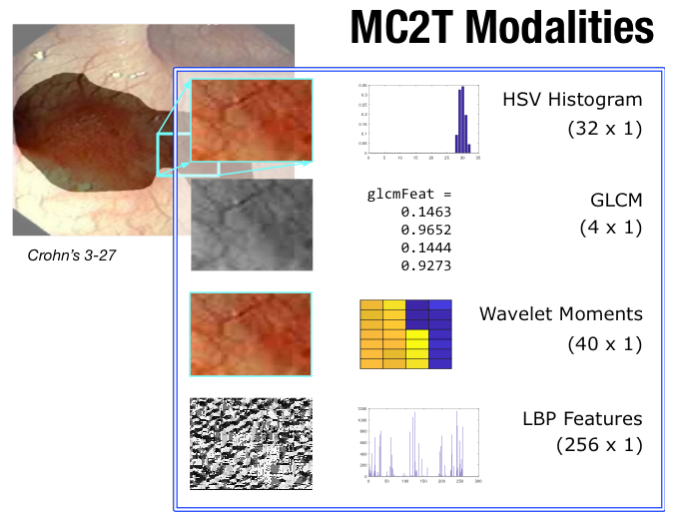 MC2T Modalities
HSV Histogram
(32 x 1)
glcmFeat =
0.1463
0.9652
0.1444
0.9273
GLCM
(4 x 1)
Crohn's 3-27
Wavelet Moments
(40 x 1)
LBP Features
(256 x 1)